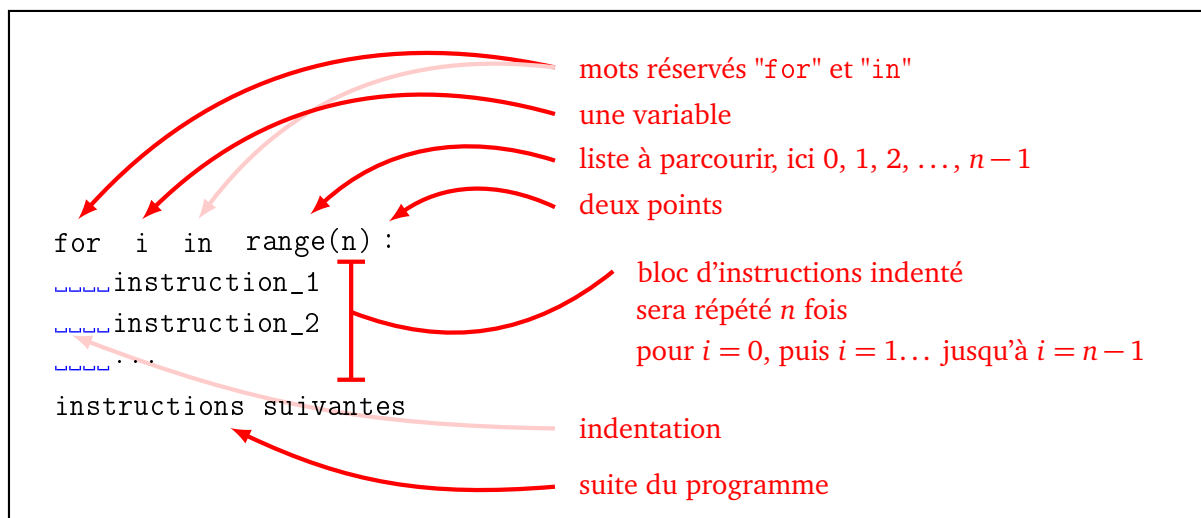 mots réservés "for" et "in"
une variable
liste à parcourir, ici 0, 1, 2, …, n − 1
deux points
for i in range(n) :
␣␣␣␣instruction_1
␣␣␣␣instruction_2
␣␣␣␣...
instructions suivantes
bloc d'instructions indenté
sera répété n fois
pour i = 0, puis i = 1… jusqu'à i = n − 1
indentation
suite du programme